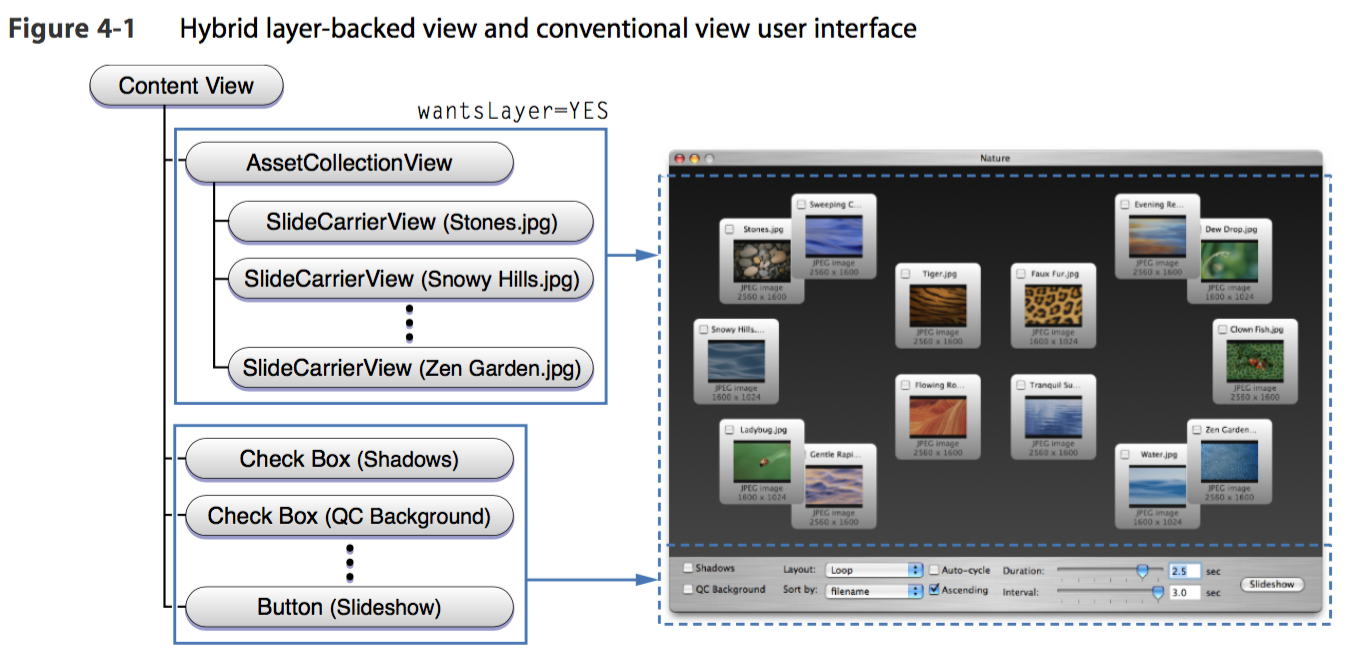 Figure 4-1 Hybrid layer-backed view and conventional view user interface
Content View
wantsLayer=YES
AssetCollectionView
SlideCarrierView (Stones.jpg)
SlideCarrierView (Snowy Hills.jpg)
SlideCarrierView (Zen Garden.jpg)
Check Box (Shadows)
Check Box (QC Background)
Button (Slideshow)
Nature
Sweeping C...
JPEG image
2560 x 1600
Stones.jpg
JPEG image
2560 x 1600
Evening Re...
JPEG image
2560 x 1600
Dew Drop.jpg
JPEG image
1600 x 1024
Tiger.jpg
JPEG image
2560 x 1600
Faux Fur.jpg
JPEG image
1600 x 1024
Snowy Hills....
JPEG image
1600 x 1024
Clown Fish.jpg
JPEG image
2560 x 1600
Flowing Ro...
JPEG image
2560 x 1600
Tranquil Su...
JPEG image
2560 x 1600
Ladybug.jpg
JPEG image
1600 x 1024
Gentle Rapi...
JPEG image
2560 x 1600
Water.jpg
JPEG image
1600 x 1024
Zen Garden...
JPEG image
2560 x 1600
Shadows Layout: Loop Auto-cycle Duration: 2.5 sec
Slideshow
QC Background Sort by: filename Ascending Interval: 3.0 sec